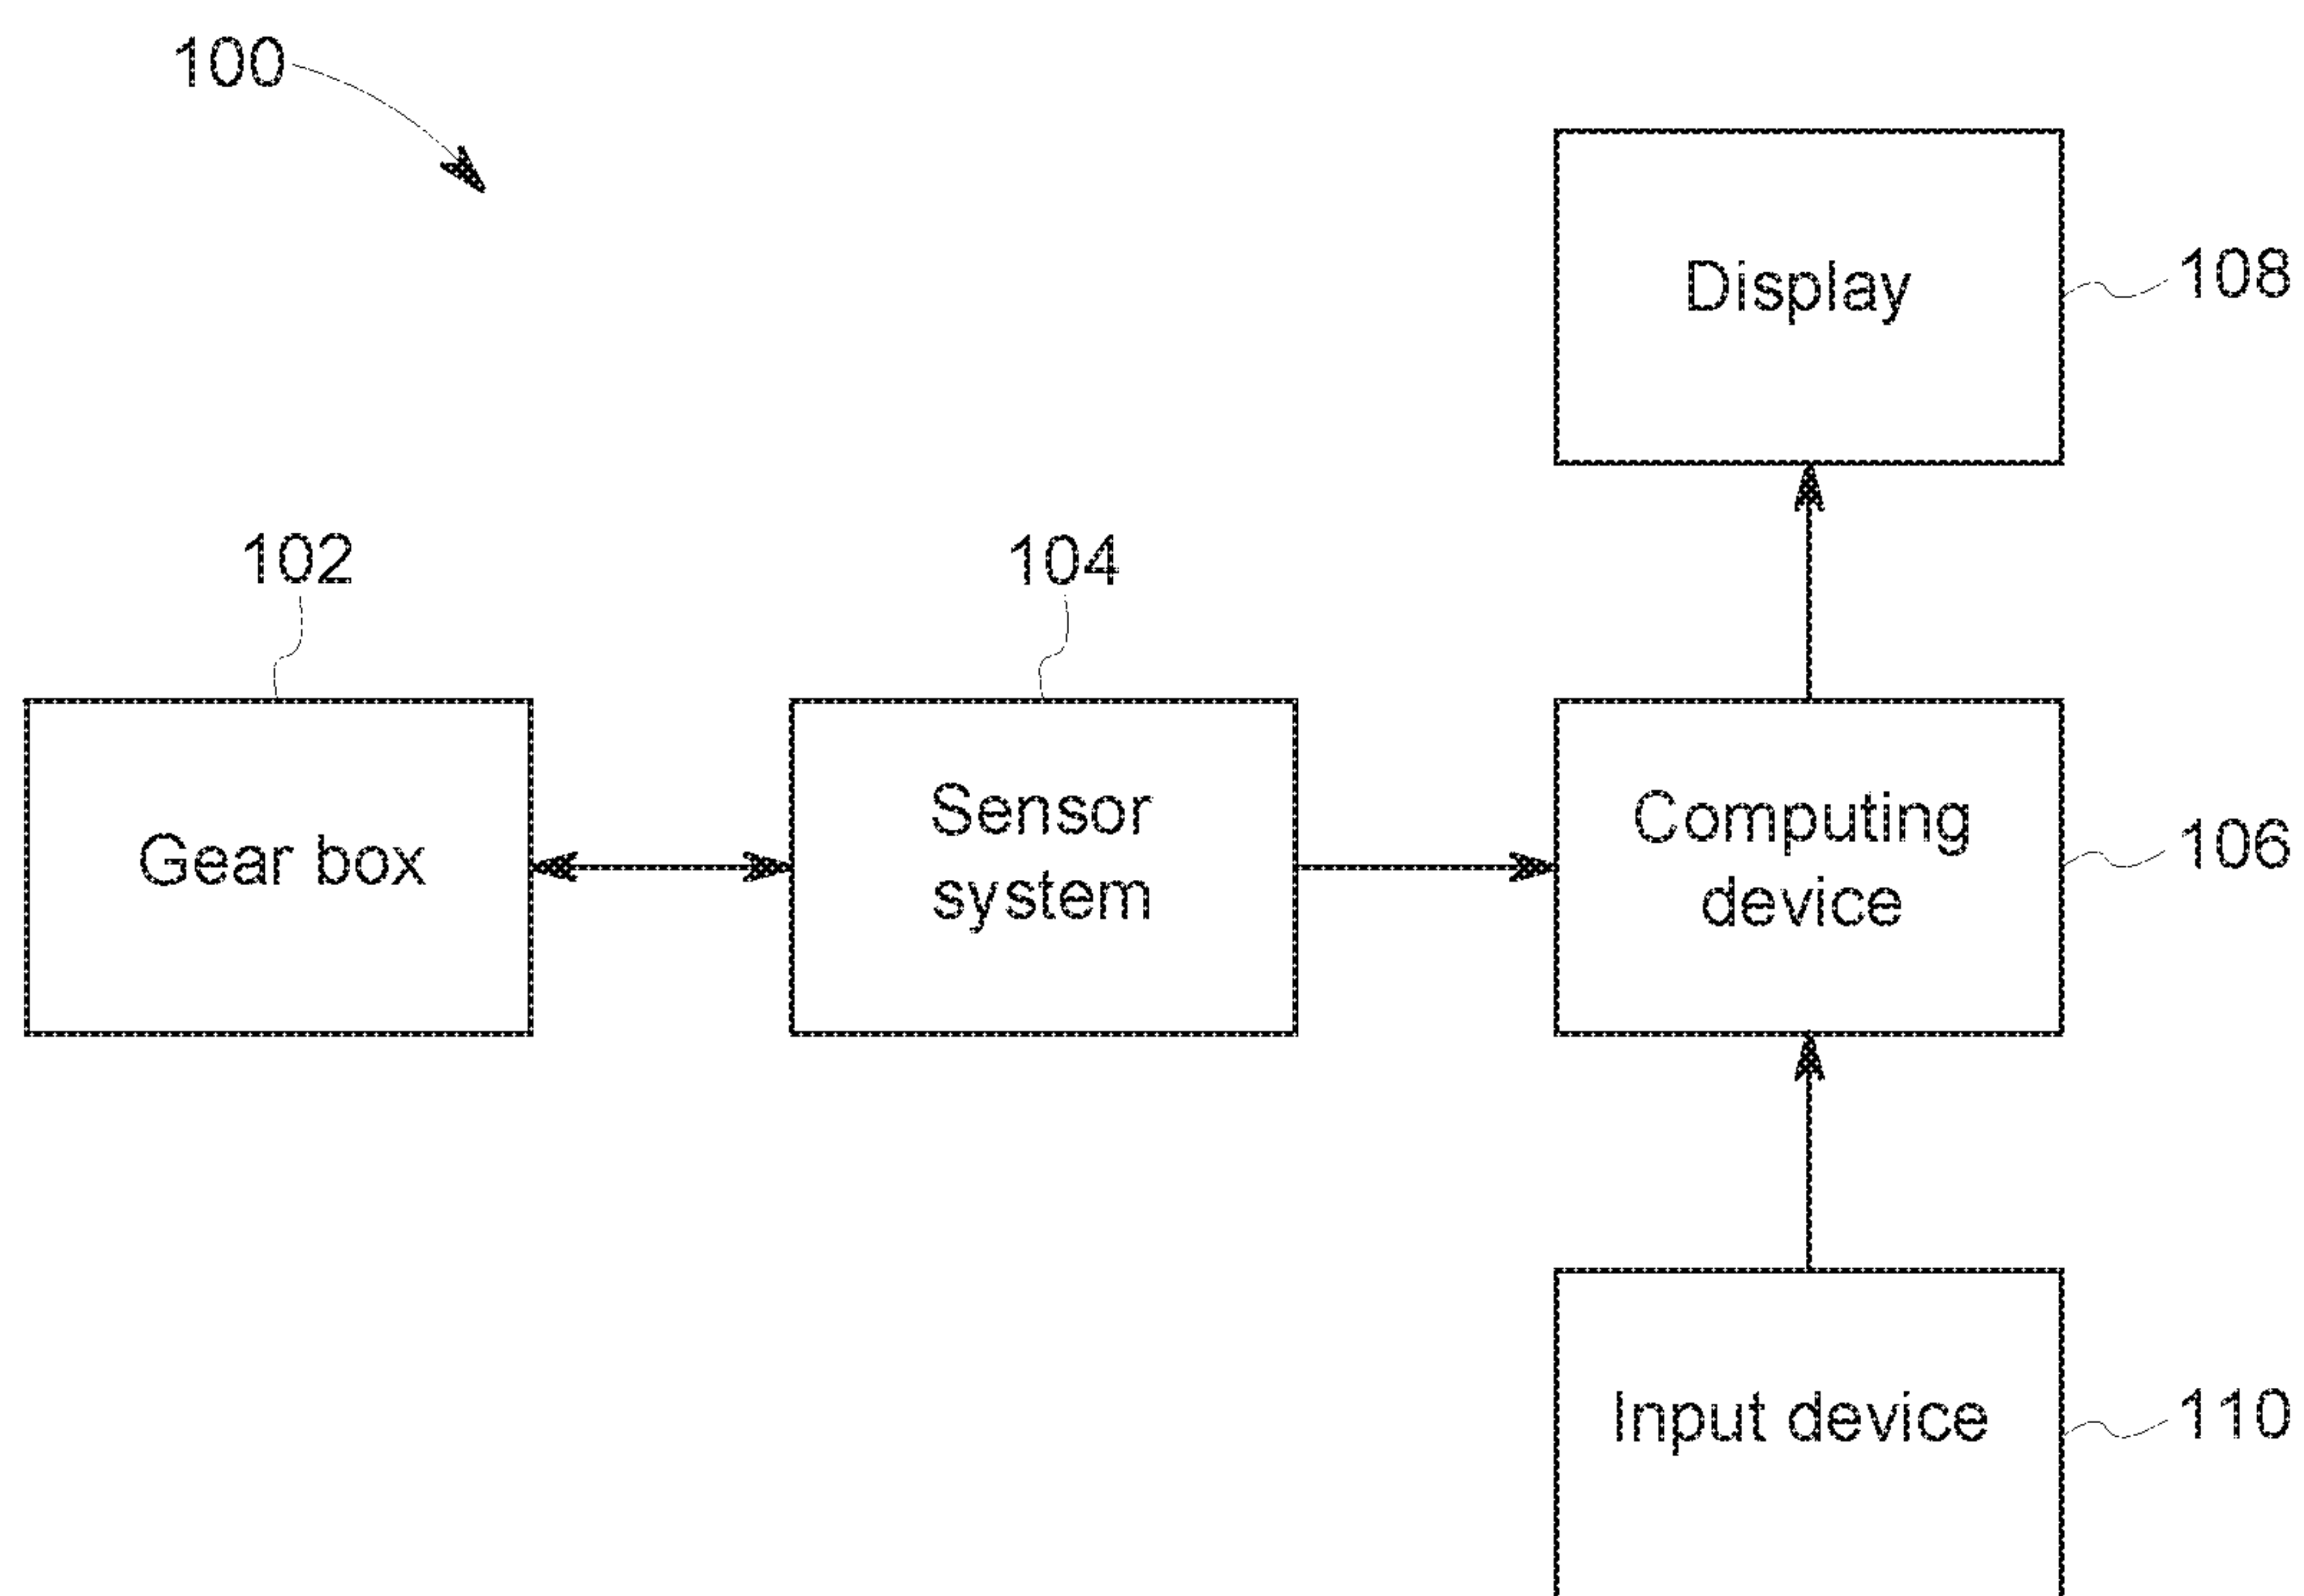 100
Display
108
102
104
Gear box
Sensor
system
Computing
device
106
Input device
110